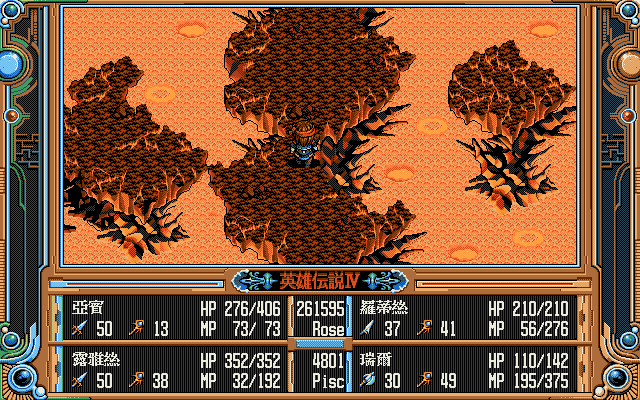 英雄伝説Ⅳ
亞賓 HP 276/406 261595 羅蒂絲 HP 210/210
50 13 MP 73/ 73 Rose 37 41 MP 56/276
露雅絲 HP 352/352 4801 瑞爾 HP 110/142
50 38 MP 32/192 Pisc 30 49 MP 195/375